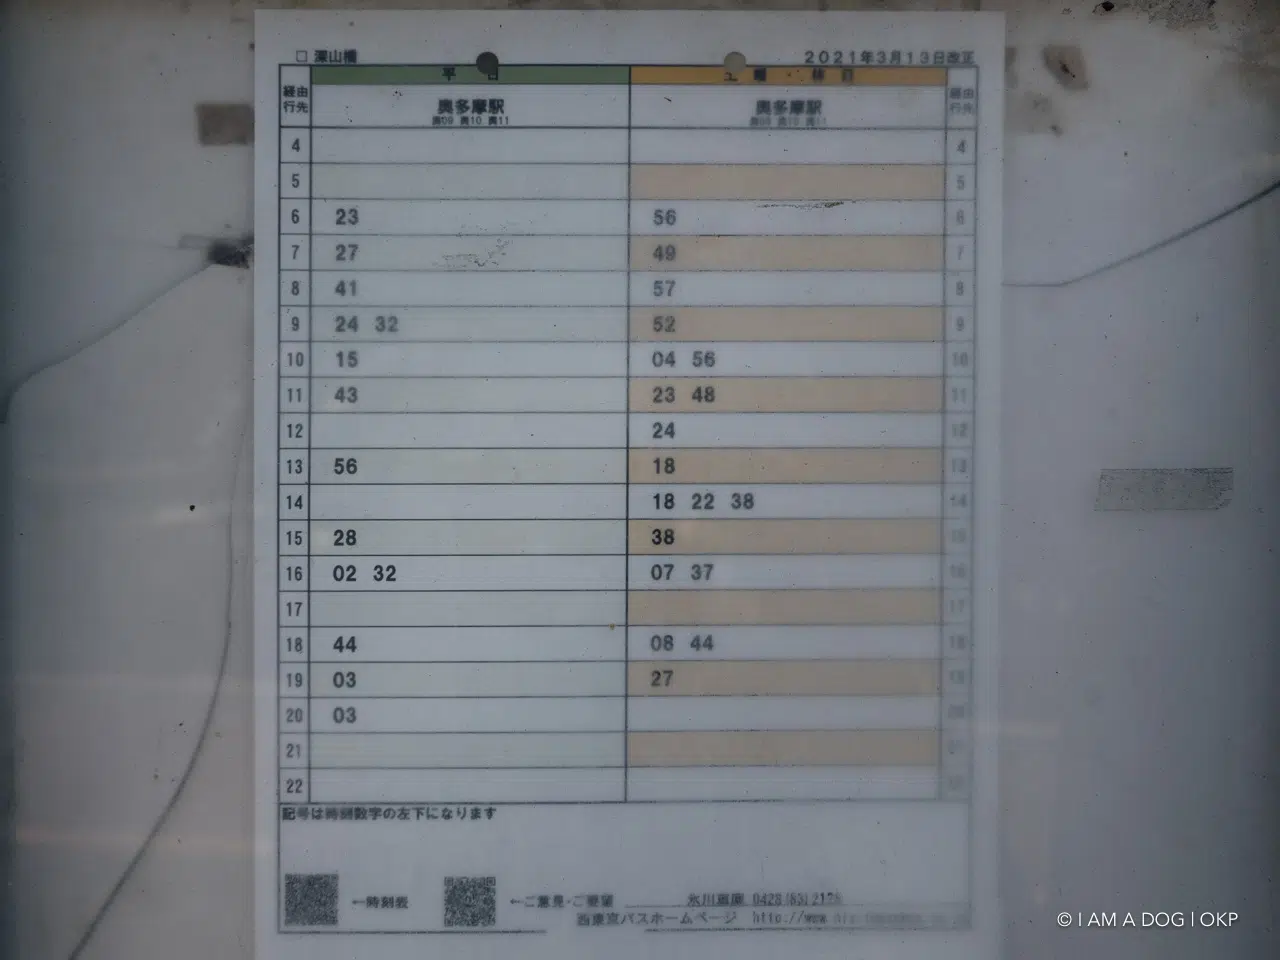 □ 深山橋 2021年3月13日改正
平日 土曜・休日
経由 経由
行先 奥多摩駅 奥多摩駅 行先
奥09 奥10 奥11 奥09 奥10 奥11
4 4
5 5
6 23 56 6
7 27 49 7
8 41 57 8
9 24 32 52 9
10 15 04 56 10
11 43 23 48 11
12 24 12
13 56 18 13
14 18 22 38 14
15 28 38 15
16 02 32 07 37 16
17 17
18 44 08 44 18
19 03 27 19
20 03 20
21
22
記号は時刻数字の左下になります
←時刻表 ←ご意見・ご要望 氷川車庫 0428(83)2126
西東京バスホームページ http://www
© I AM A DOG | OKP